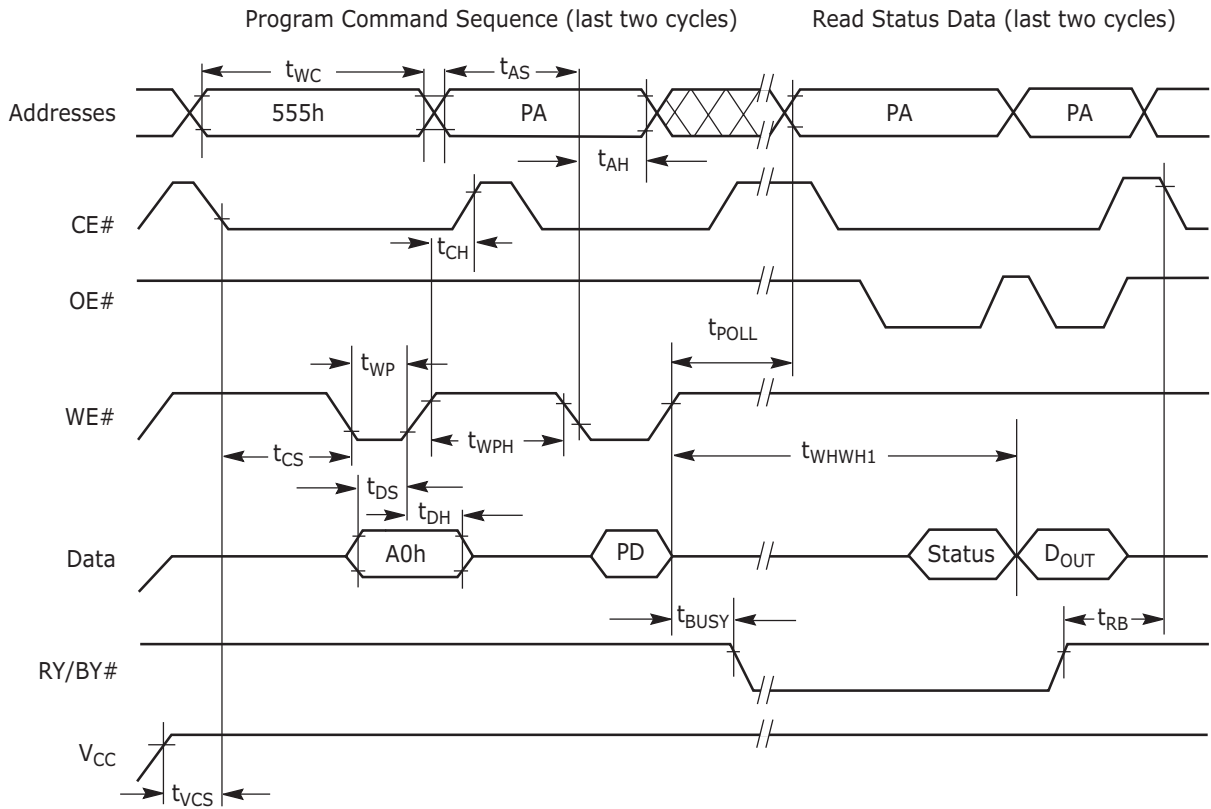 Program Command Sequence (last two cycles) Read Status Data (last two cycles)
tWC tAS
Addresses 555h PA PA PA
tAH
CE#
tCH
OE#
tPOLL
tWP
WE#
tWPH tWHWH1
tCS
tDS
tDH
Data A0h PD Status DOUT
tBUSY tRB
RY/BY#
VCC
tVCS